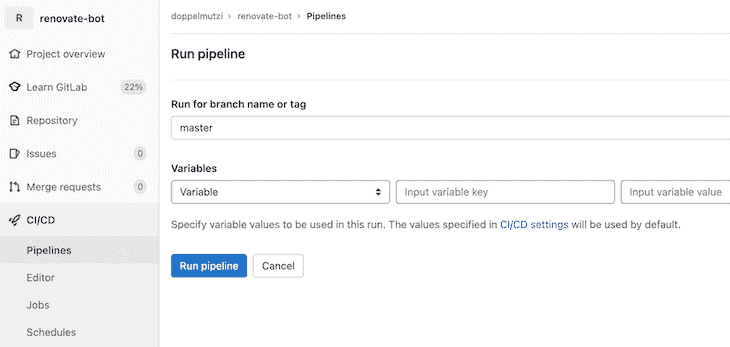 R renovate-bot
Project overview
Learn GitLab 22%
Repository
Issues 0
Merge requests 0
CI/CD
Pipelines
Editor
Jobs
Schedules
doppelmutzi › renovate-bot › Pipelines
Run pipeline
Run for branch name or tag
master
Variables
Variable Input variable key Input variable value
Specify variable values to be used in this run. The values specified in CI/CD settings will be used by default.
Run pipeline Cancel